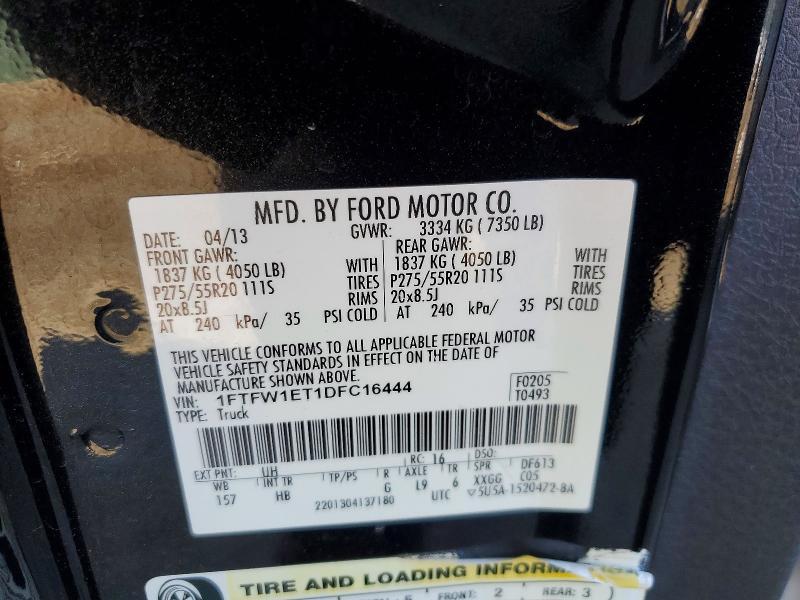 MFD. BY FORD MOTOR CO.
DATE: 04/13 GVWR: 3334 KG ( 7350 LB)
FRONT GAWR: REAR GAWR:
1837 KG ( 4050 LB) WITH 1837 KG ( 4050 LB) WITH
P275/55R20 111S TIRES P275/55R20 111S TIRES
20x8.5J RIMS 20x8.5J RIMS
AT 240 kPa/ 35 PSI COLD AT 240 kPa/ 35 PSI COLD
THIS VEHICLE CONFORMS TO ALL APPLICABLE FEDERAL MOTOR
VEHICLE SAFETY STANDARDS IN EFFECT ON THE DATE OF
MANUFACTURE SHOWN ABOVE.
VIN: 1FTFW1ET1DFC16444 F0205
TYPE: Truck T0493
EXT PNT: UH RC: 16 DSO:
WB INT TR TP/PS R AXLE TR SPR DF613
157 HB G L9 6 XXGG C05
2201304137180 UTC ▽5U5A-1520472-BA
TIRE AND LOADING INFORMATION
FRONT: 2 REAR: 3